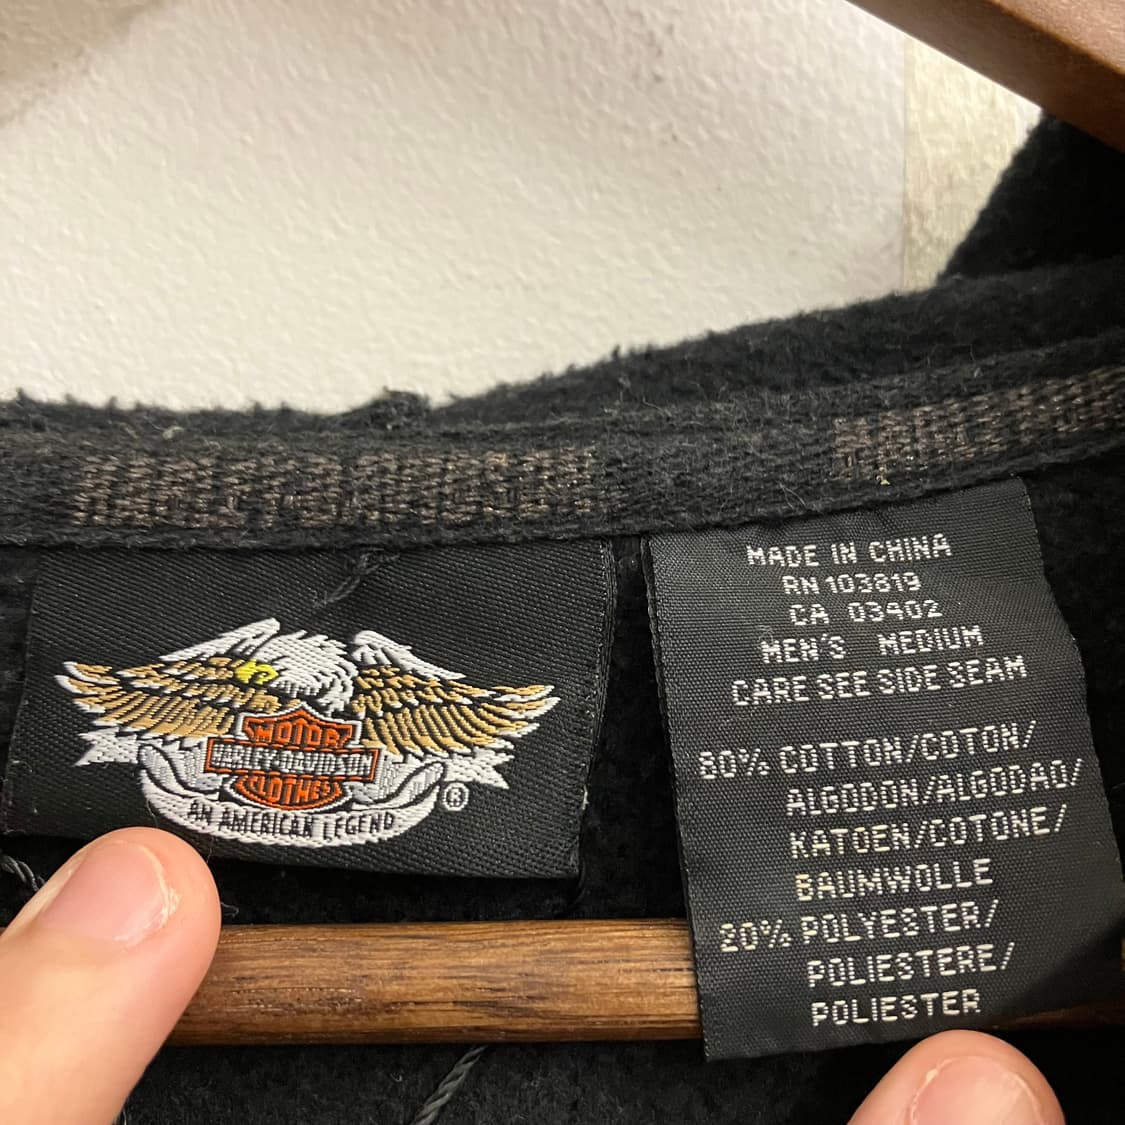 MOTOR
HARLEY-DAVIDSON
CLOTHES
AN AMERICAN LEGEND
®
MADE IN CHINA
RN 103819
CA 03402
MEN'S MEDIUM
CARE SEE SIDE SEAM
80% COTTON/COTON/
ALGODON/ALGODAO/
KATOEN/COTONE/
BAUMWOLLE
20% POLYESTER/
POLIESTERE/
POLIESTER